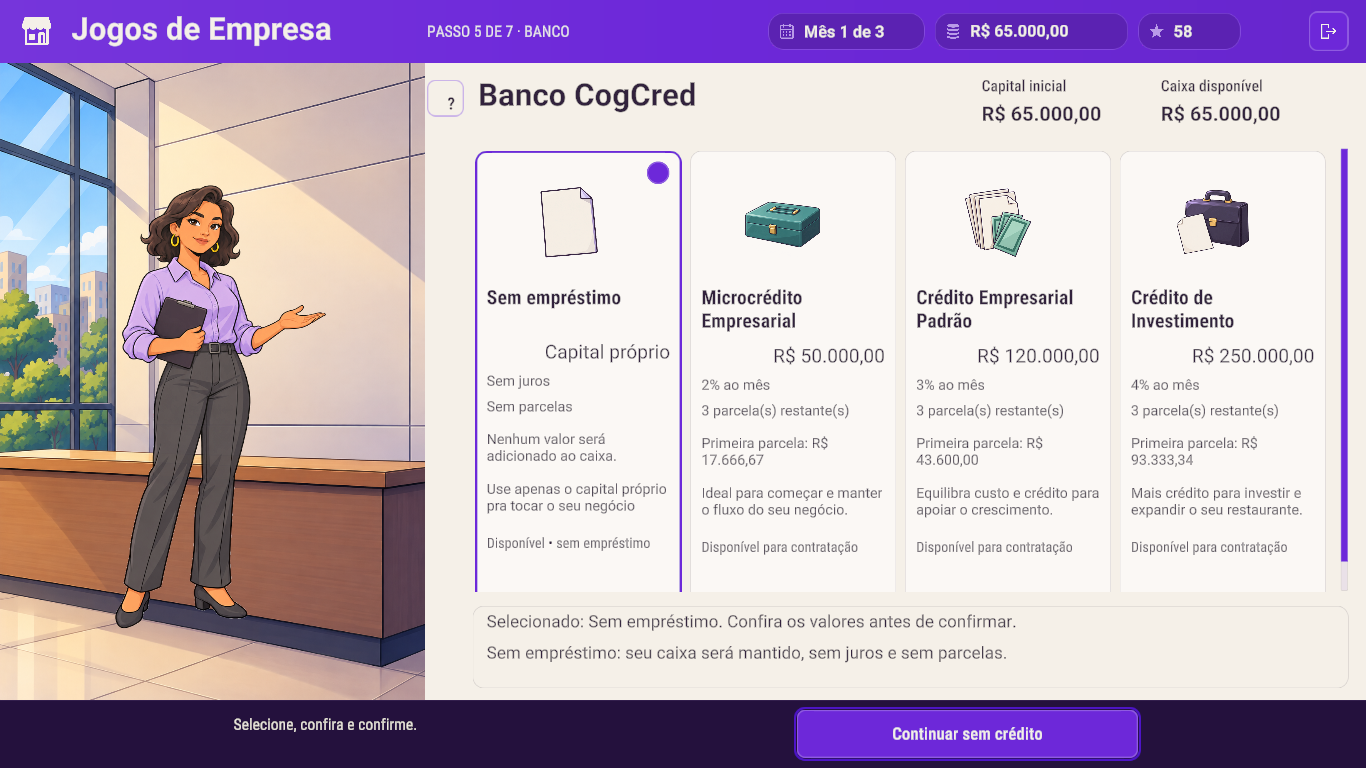 Jogos de Empresa
PASSO 5 DE 7 · BANCO
Mês 1 de 3
R$ 65.000,00
58
?
Banco CogCred
Capital inicial
R$ 65.000,00
Caixa disponível
R$ 65.000,00
Sem empréstimo
Capital próprio
Sem juros
Sem parcelas
Nenhum valor será
adicionado ao caixa.
Use apenas o capital próprio
pra tocar o seu negócio
Disponível • sem empréstimo
Microcrédito
Empresarial
R$ 50.000,00
2% ao mês
3 parcela(s) restante(s)
Primeira parcela: R$
17.666,67
Ideal para começar e manter
o fluxo do seu negócio.
Disponível para contratação
Crédito Empresarial
Padrão
R$ 120.000,00
3% ao mês
3 parcela(s) restante(s)
Primeira parcela: R$
43.600,00
Equilibra custo e crédito para
apoiar o crescimento.
Disponível para contratação
Crédito de
Investimento
R$ 250.000,00
4% ao mês
3 parcela(s) restante(s)
Primeira parcela: R$
93.333,34
Mais crédito para investir e
expandir o seu restaurante.
Disponível para contratação
Selecionado: Sem empréstimo. Confira os valores antes de confirmar.
Sem empréstimo: seu caixa será mantido, sem juros e sem parcelas.
Selecione, confira e confirme.
Continuar sem crédito